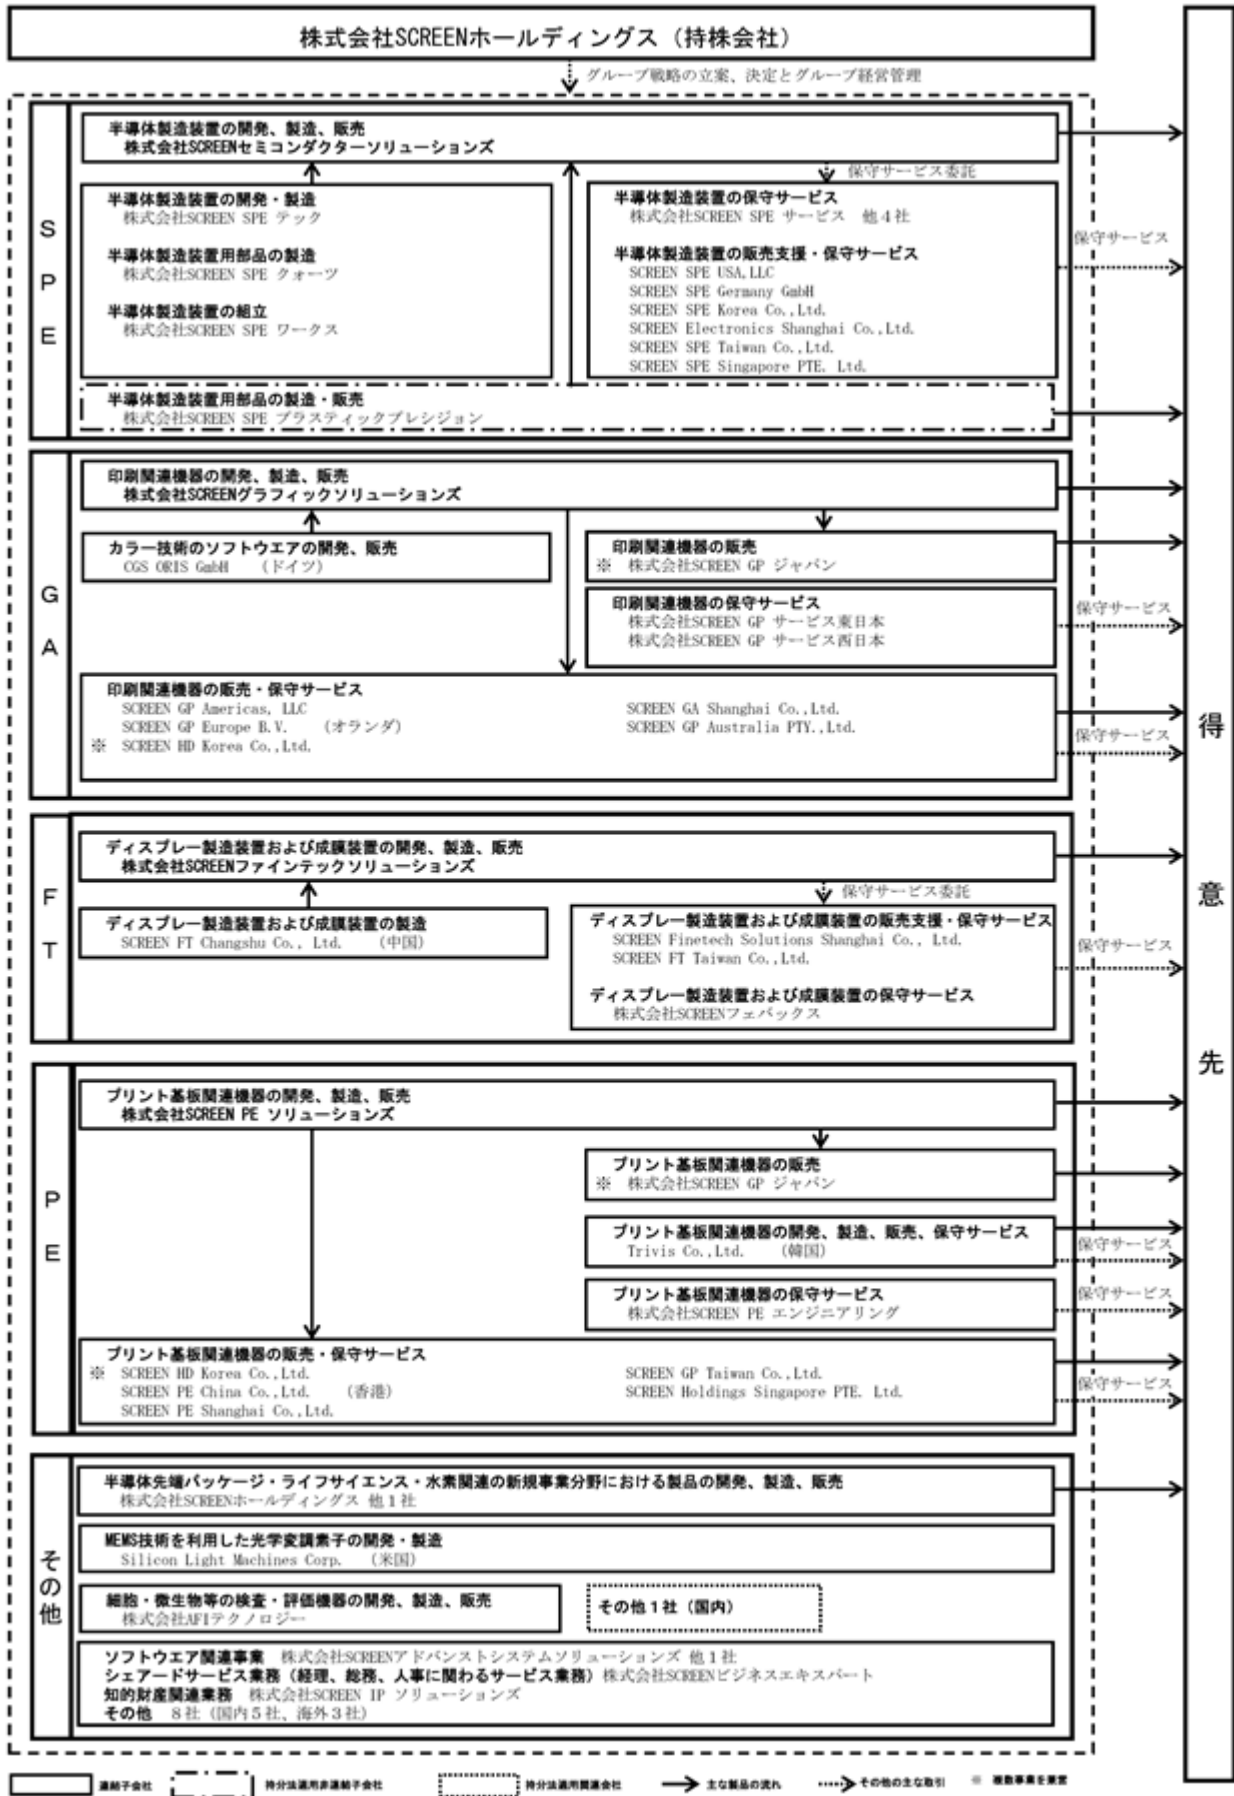 株式会社SCREENホールディングス（持株会社）
グループ戦略の立案、決定とグループ経営管理
SPE
半導体製造装置の開発、製造、販売
株式会社SCREENセミコンダクターソリューションズ
保守サービス委託
半導体製造装置の開発・製造
株式会社SCREEN SPE テック
半導体製造装置用部品の製造
株式会社SCREEN SPE クォーツ
半導体製造装置の組立
株式会社SCREEN SPE ワークス
半導体製造装置の保守サービス
株式会社SCREEN SPE サービス 他４社
半導体製造装置の販売支援・保守サービス
SCREEN SPE USA,LLC
SCREEN SPE Germany GmbH
SCREEN SPE Korea Co.,Ltd.
SCREEN Electronics Shanghai Co.,Ltd.
SCREEN SPE Taiwan Co.,Ltd.
SCREEN SPE Singapore PTE. Ltd.
保守サービス
半導体製造装置用部品の製造・販売
株式会社SCREEN SPE プラスティックプレシジョン
GA
印刷関連機器の開発、製造、販売
株式会社SCREENグラフィックソリューションズ
カラー技術のソフトウエアの開発、販売
CGS ORIS GmbH （ドイツ）
印刷関連機器の販売
※ 株式会社SCREEN GP ジャパン
印刷関連機器の保守サービス
株式会社SCREEN GP サービス東日本
株式会社SCREEN GP サービス西日本
保守サービス
印刷関連機器の販売・保守サービス
SCREEN GP Americas, LLC
SCREEN GP Europe B.V. （オランダ）
※ SCREEN HD Korea Co.,Ltd.
SCREEN GA Shanghai Co.,Ltd.
SCREEN GP Australia PTY.,Ltd.
保守サービス
得意先
FT
ディスプレー製造装置および成膜装置の開発、製造、販売
株式会社SCREENファインテックソリューションズ
保守サービス委託
ディスプレー製造装置および成膜装置の製造
SCREEN FT Changshu Co., Ltd. （中国）
ディスプレー製造装置および成膜装置の販売支援・保守サービス
SCREEN Finetech Solutions Shanghai Co., Ltd.
SCREEN FT Taiwan Co.,Ltd.
ディスプレー製造装置および成膜装置の保守サービス
株式会社SCREENフェバックス
保守サービス
PE
プリント基板関連機器の開発、製造、販売
株式会社SCREEN PE ソリューションズ
プリント基板関連機器の販売
※ 株式会社SCREEN GP ジャパン
プリント基板関連機器の開発、製造、販売、保守サービス
Trivis Co.,Ltd. （韓国）
保守サービス
プリント基板関連機器の保守サービス
株式会社SCREEN PE エンジニアリング
保守サービス
プリント基板関連機器の販売・保守サービス
※ SCREEN HD Korea Co.,Ltd.
SCREEN PE China Co.,Ltd. （香港）
SCREEN PE Shanghai Co.,Ltd.
SCREEN GP Taiwan Co.,Ltd.
SCREEN Holdings Singapore PTE. Ltd.
保守サービス
その他
半導体先端パッケージ・ライフサイエンス・水素関連の新規事業分野における製品の開発、製造、販売
株式会社SCREENホールディングス 他１社
MEMS技術を利用した光学変調素子の開発・製造
Silicon Light Machines Corp. （米国）
細胞・微生物等の検査・評価機器の開発、製造、販売
株式会社AFIテクノロジー
その他１社（国内）
ソフトウエア関連事業 株式会社SCREENアドバンストシステムソリューションズ 他１社
シェアードサービス業務（経理、総務、人事に関わるサービス業務）株式会社SCREENビジネスエキスパート
知的財産関連業務 株式会社SCREEN IP ソリューションズ
その他 ８社（国内５社、海外３社）
連結子会社 持分法適用非連結子会社 持分法適用関連会社 主な製品の流れ その他の主な取引 ※ 複数事業を兼営